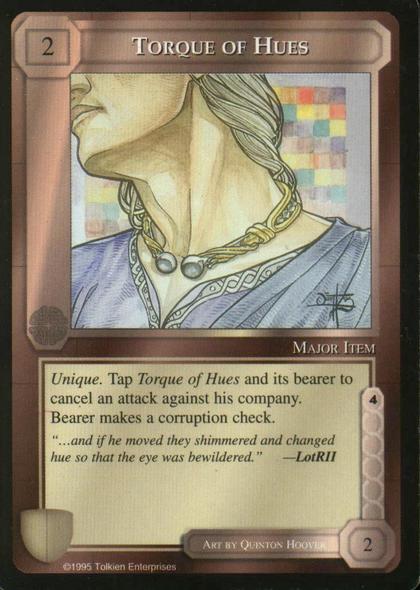 2
TORQUE OF HUES
MAJOR ITEM
Unique. Tap Torque of Hues and its bearer to
cancel an attack against his company.
Bearer makes a corruption check.
“…and if he moved they shimmered and changed
hue so that the eye was bewildered.” —LotRII
4
ART BY QUINTON HOOVER
2
©1995 Tolkien Enterprises